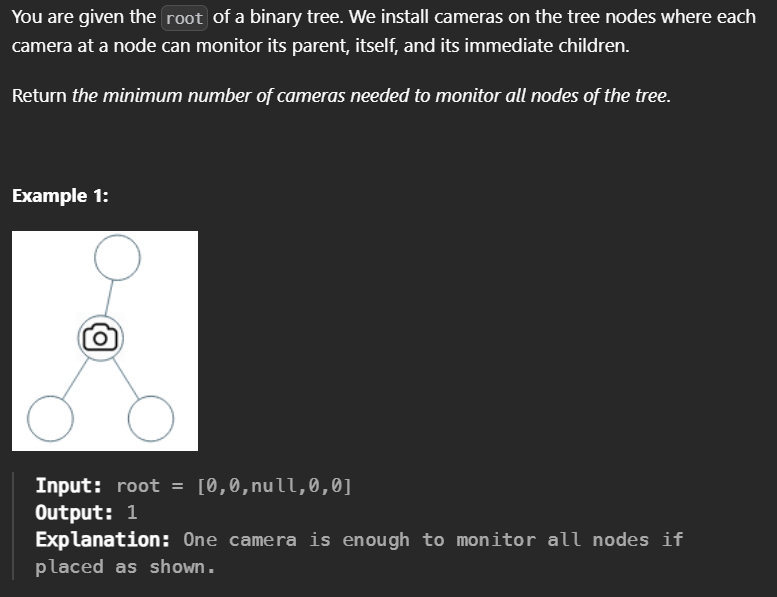 You are given the root of a binary tree. We install cameras on the tree nodes where each
camera at a node can monitor its parent, itself, and its immediate children.
Return the minimum number of cameras needed to monitor all nodes of the tree.
Example 1:
Input: root = [0,0,null,0,0]
Output: 1
Explanation: One camera is enough to monitor all nodes if
placed as shown.